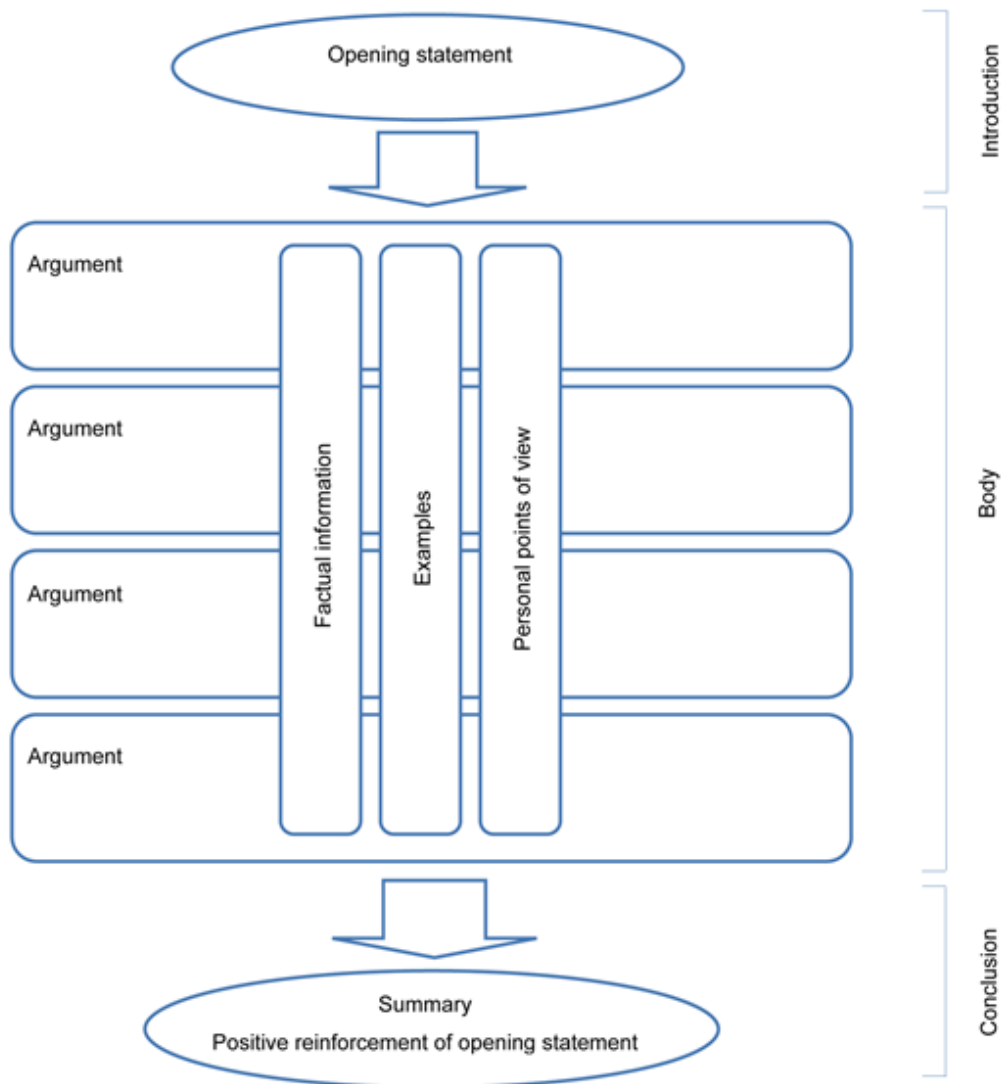 Opening statement
Introduction
Argument
Argument
Argument
Argument
Factual information
Examples
Personal points of view
Body
Summary
Positive reinforcement of opening statement
Conclusion